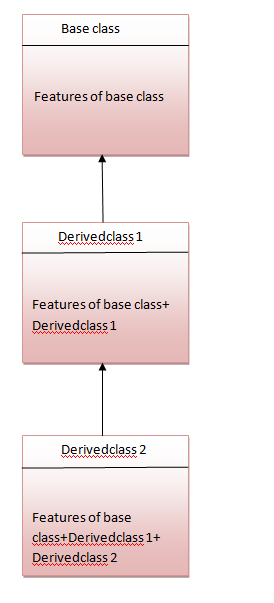 Base class
Features of base class
Derivedclass 1
Features of base class+
Derivedclass 1
Derivedclass 2
Features of base
class+Derivedclass 1+
Derivedclass 2